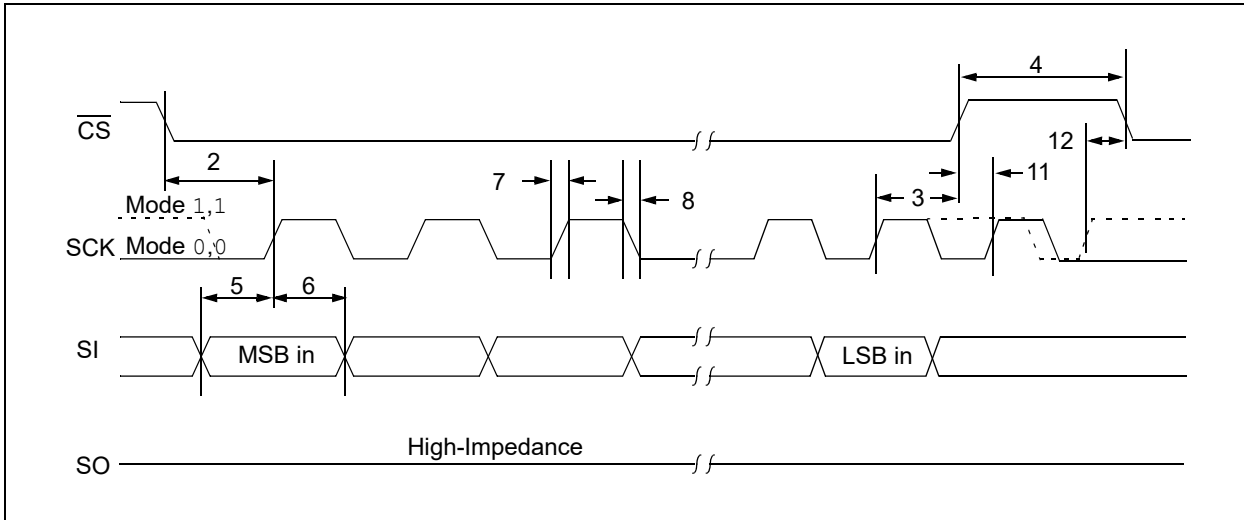 4
CS
12
2
7
8
3
11
Mode 1,1
SCK Mode 0,0
5
6
SI
MSB in
LSB in
High-Impedance
SO